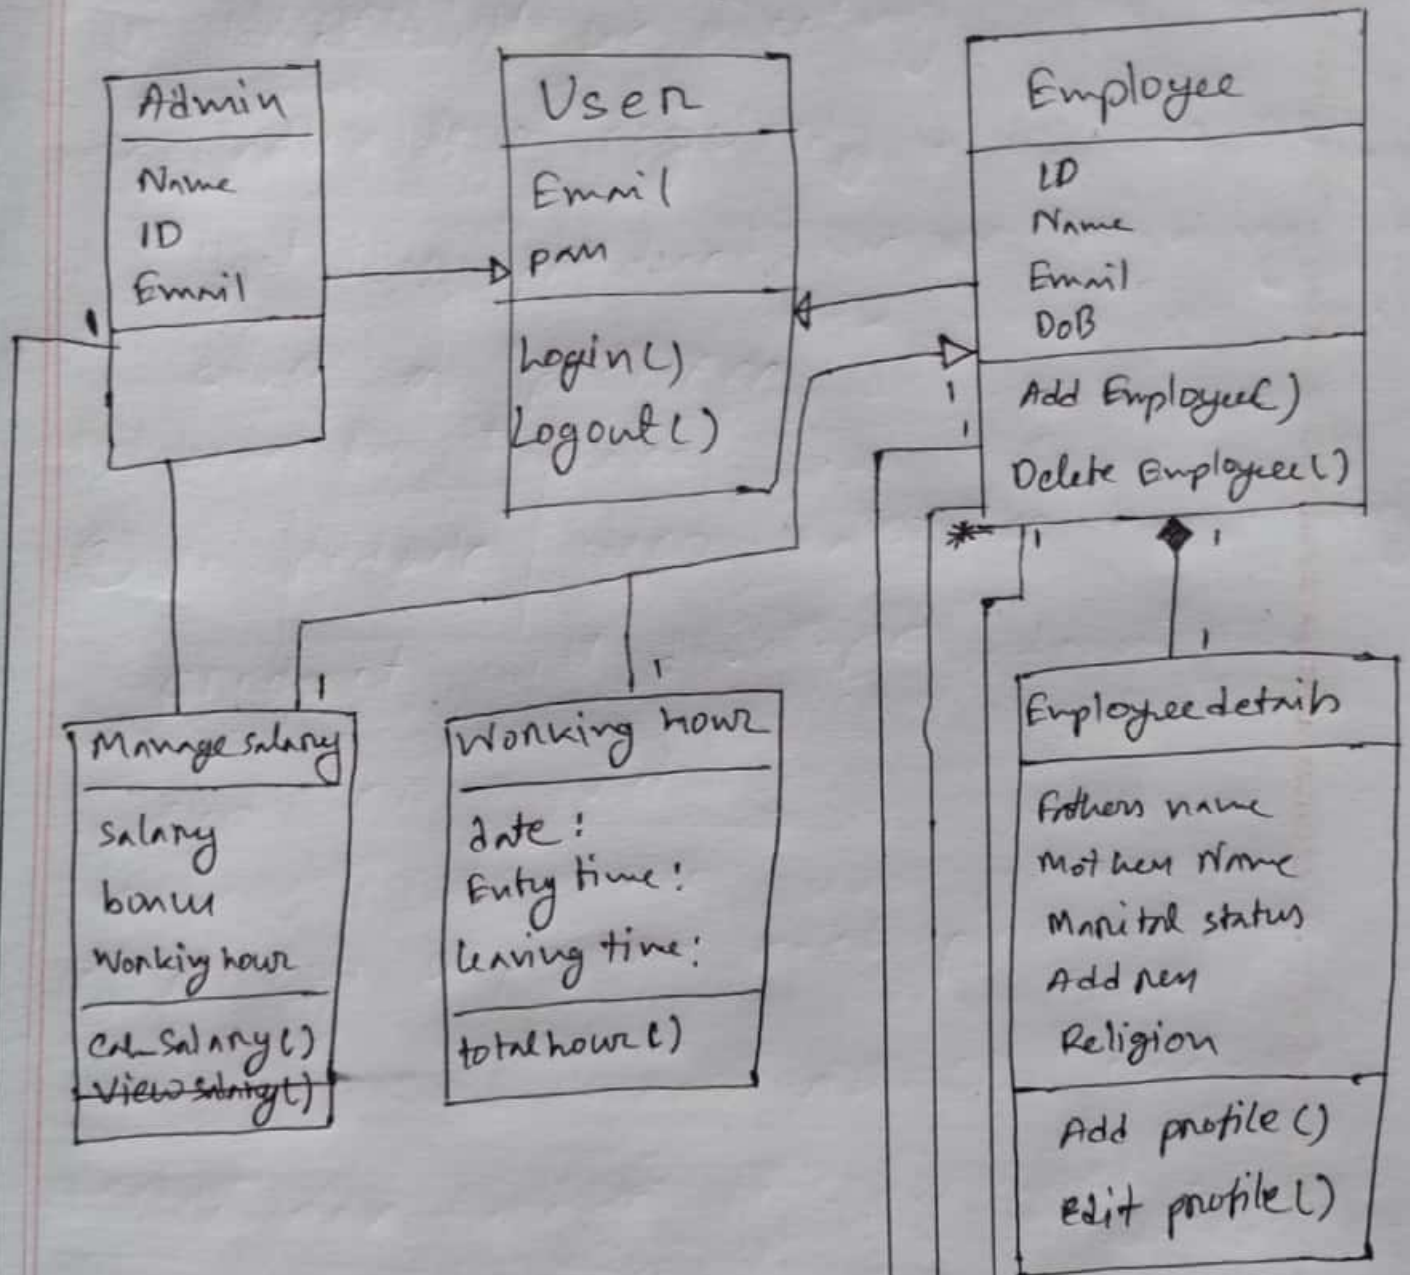 Admin
Name
ID
Email
1
User
Email
pass
Login()
Logout()
Employee
ID
Name
Email
DoB
Add Employee()
Delete Employee()
1
1
*
1
1
1
Manage salary
salary
bonus
Working hour
Cal_Salary()
View salary()
1
Working hour
date:
Entry time:
leaving time:
total hour()
1
Employee details
Fathers name
Mother Name
Marital status
Address
Religion
Add profile()
Edit profile()